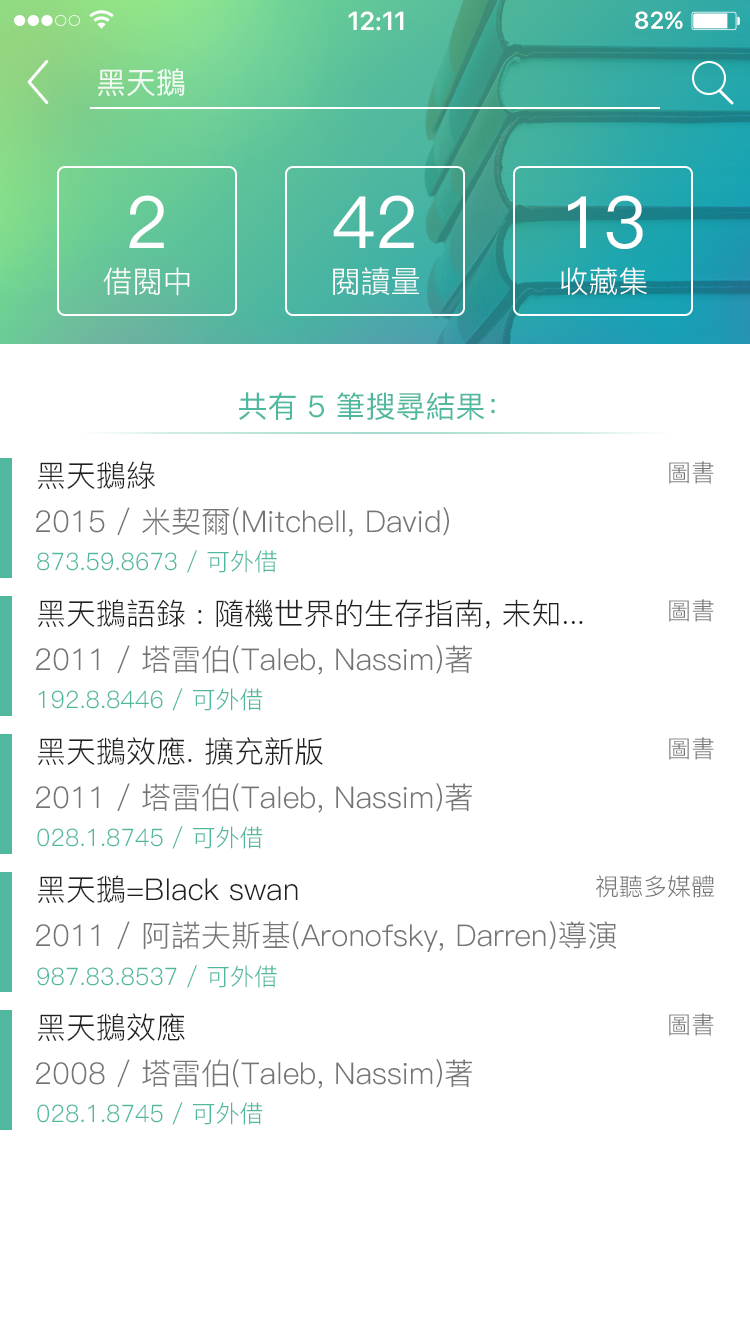 12:11
82%
黑天鵝
2
借閱中
42
閱讀量
13
收藏集
共有 5 筆搜尋結果：
黑天鵝綠
圖書
2015 / 米契爾(Mitchell, David)
873.59.8673 / 可外借
黑天鵝語錄 : 隨機世界的生存指南, 未知...
圖書
2011 / 塔雷伯(Taleb, Nassim)著
192.8.8446 / 可外借
黑天鵝效應. 擴充新版
圖書
2011 / 塔雷伯(Taleb, Nassim)著
028.1.8745 / 可外借
黑天鵝=Black swan
視聽多媒體
2011 / 阿諾夫斯基(Aronofsky, Darren)導演
987.83.8537 / 可外借
黑天鵝效應
圖書
2008 / 塔雷伯(Taleb, Nassim)著
028.1.8745 / 可外借